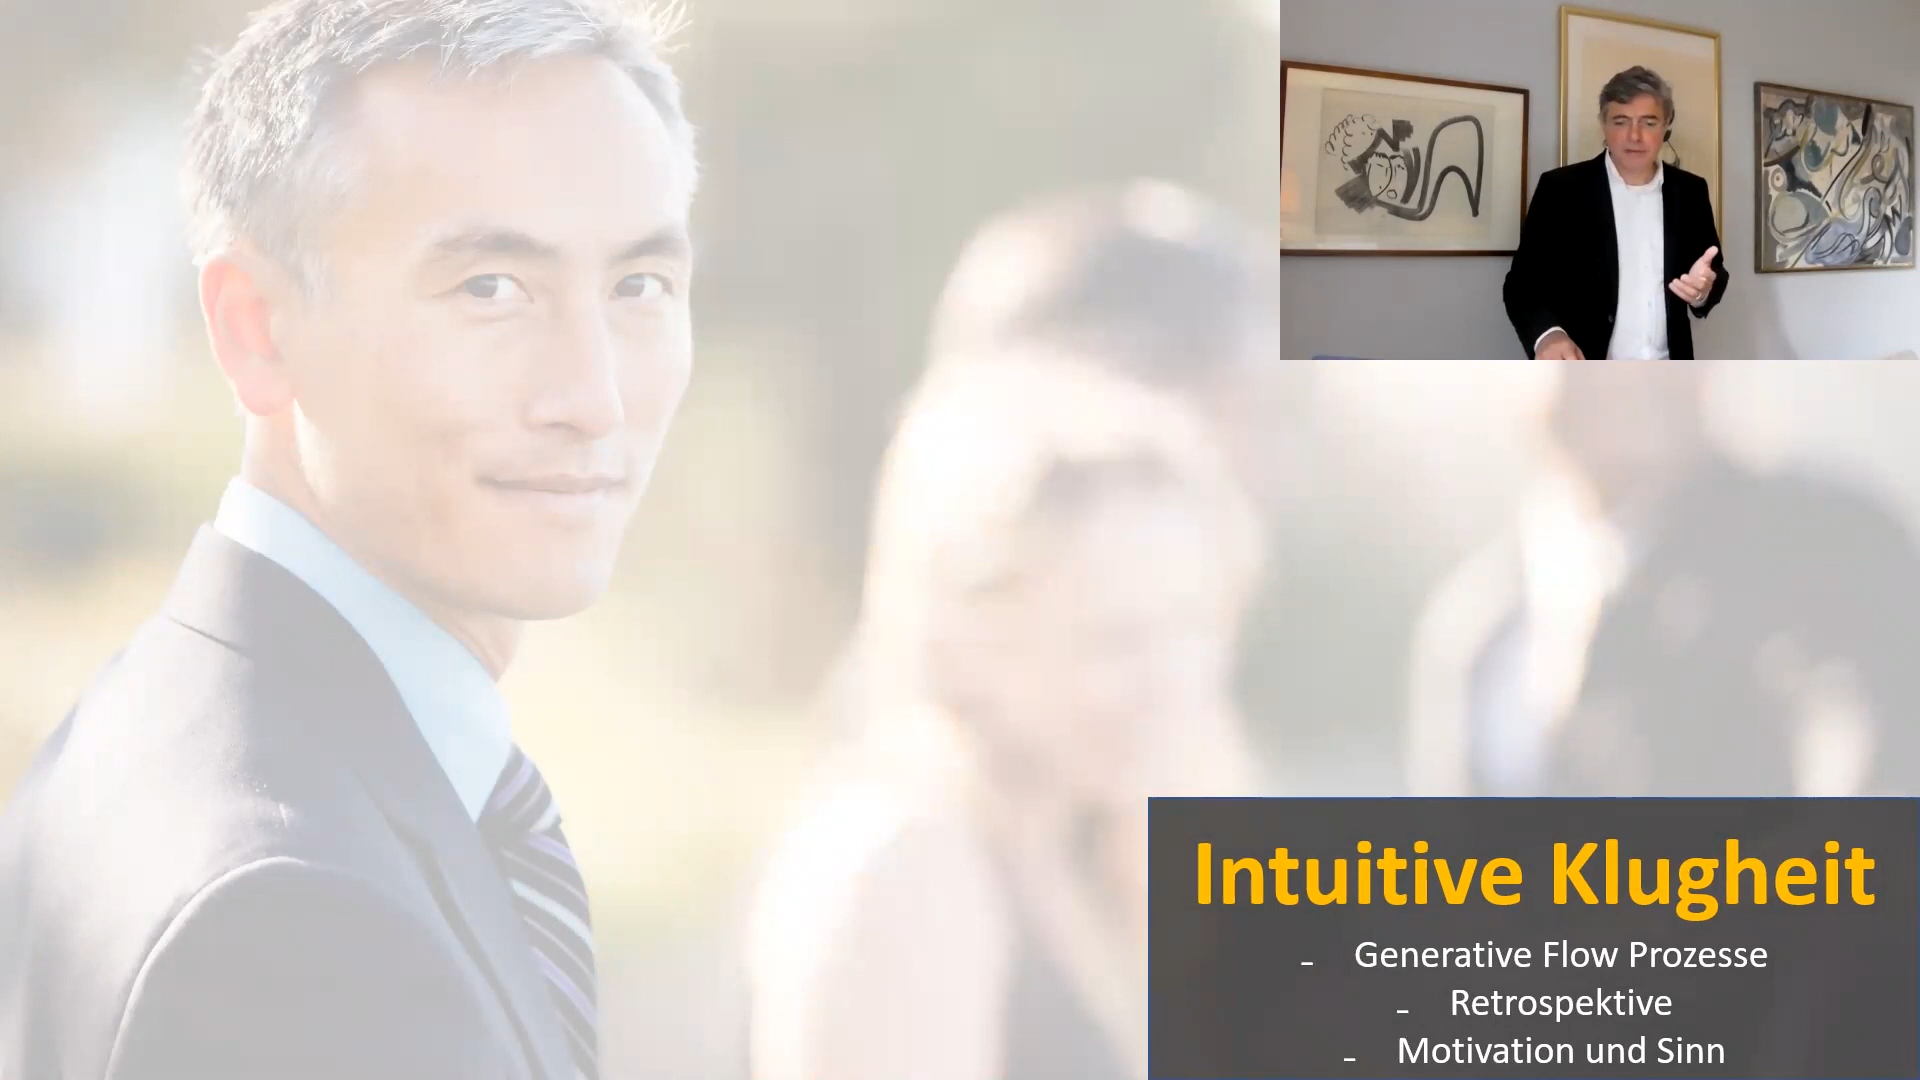 Intuitive Klugheit
- Generative Flow Prozesse
- Retrospektive
- Motivation und Sinn